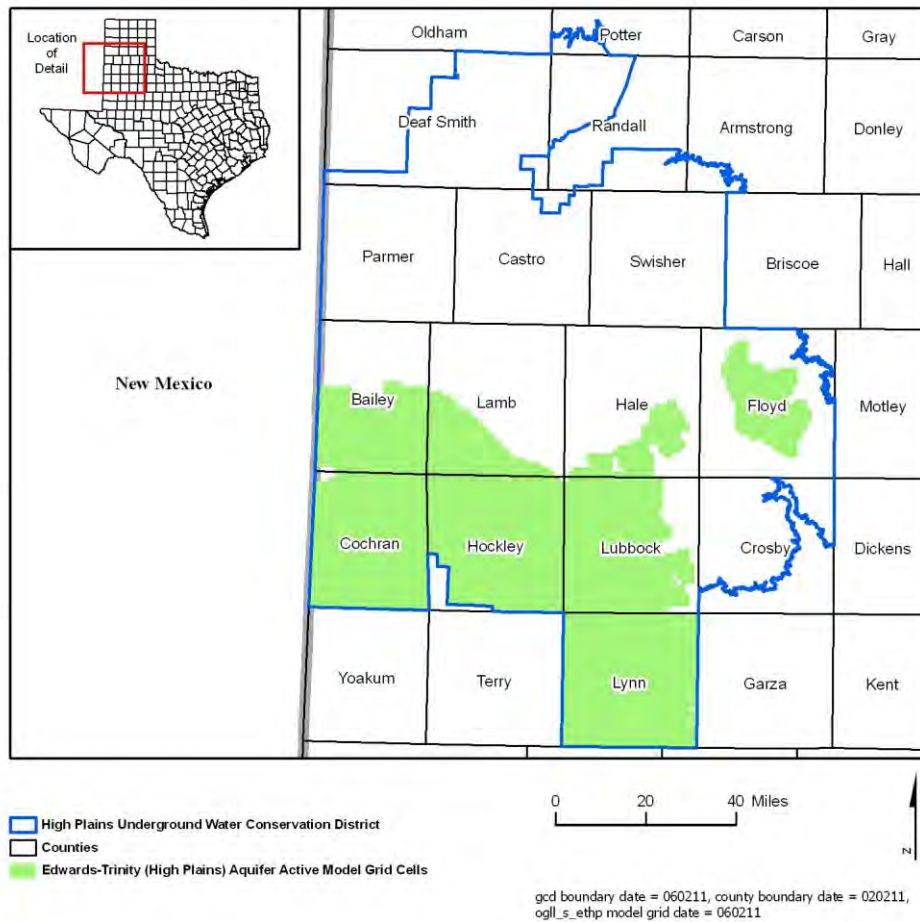 Location
of
Detail
Oldham Potter Carson Gray
Deaf Smith Randall Armstrong Donley
Parmer Castro Swisher Briscoe Hall
New Mexico
Bailey Lamb Hale Floyd Motley
Cochran Hockley Lubbock Crosby Dickens
Yoakum Terry Lynn Garza Kent
0 20 40 Miles
High Plains Underground Water Conservation District
Counties
Edwards-Trinity (High Plains) Aquifer Active Model Grid Cells
N
gcd boundary date = 060211, county boundary date = 020211,
ogll_s_ethp model grid date = 060211